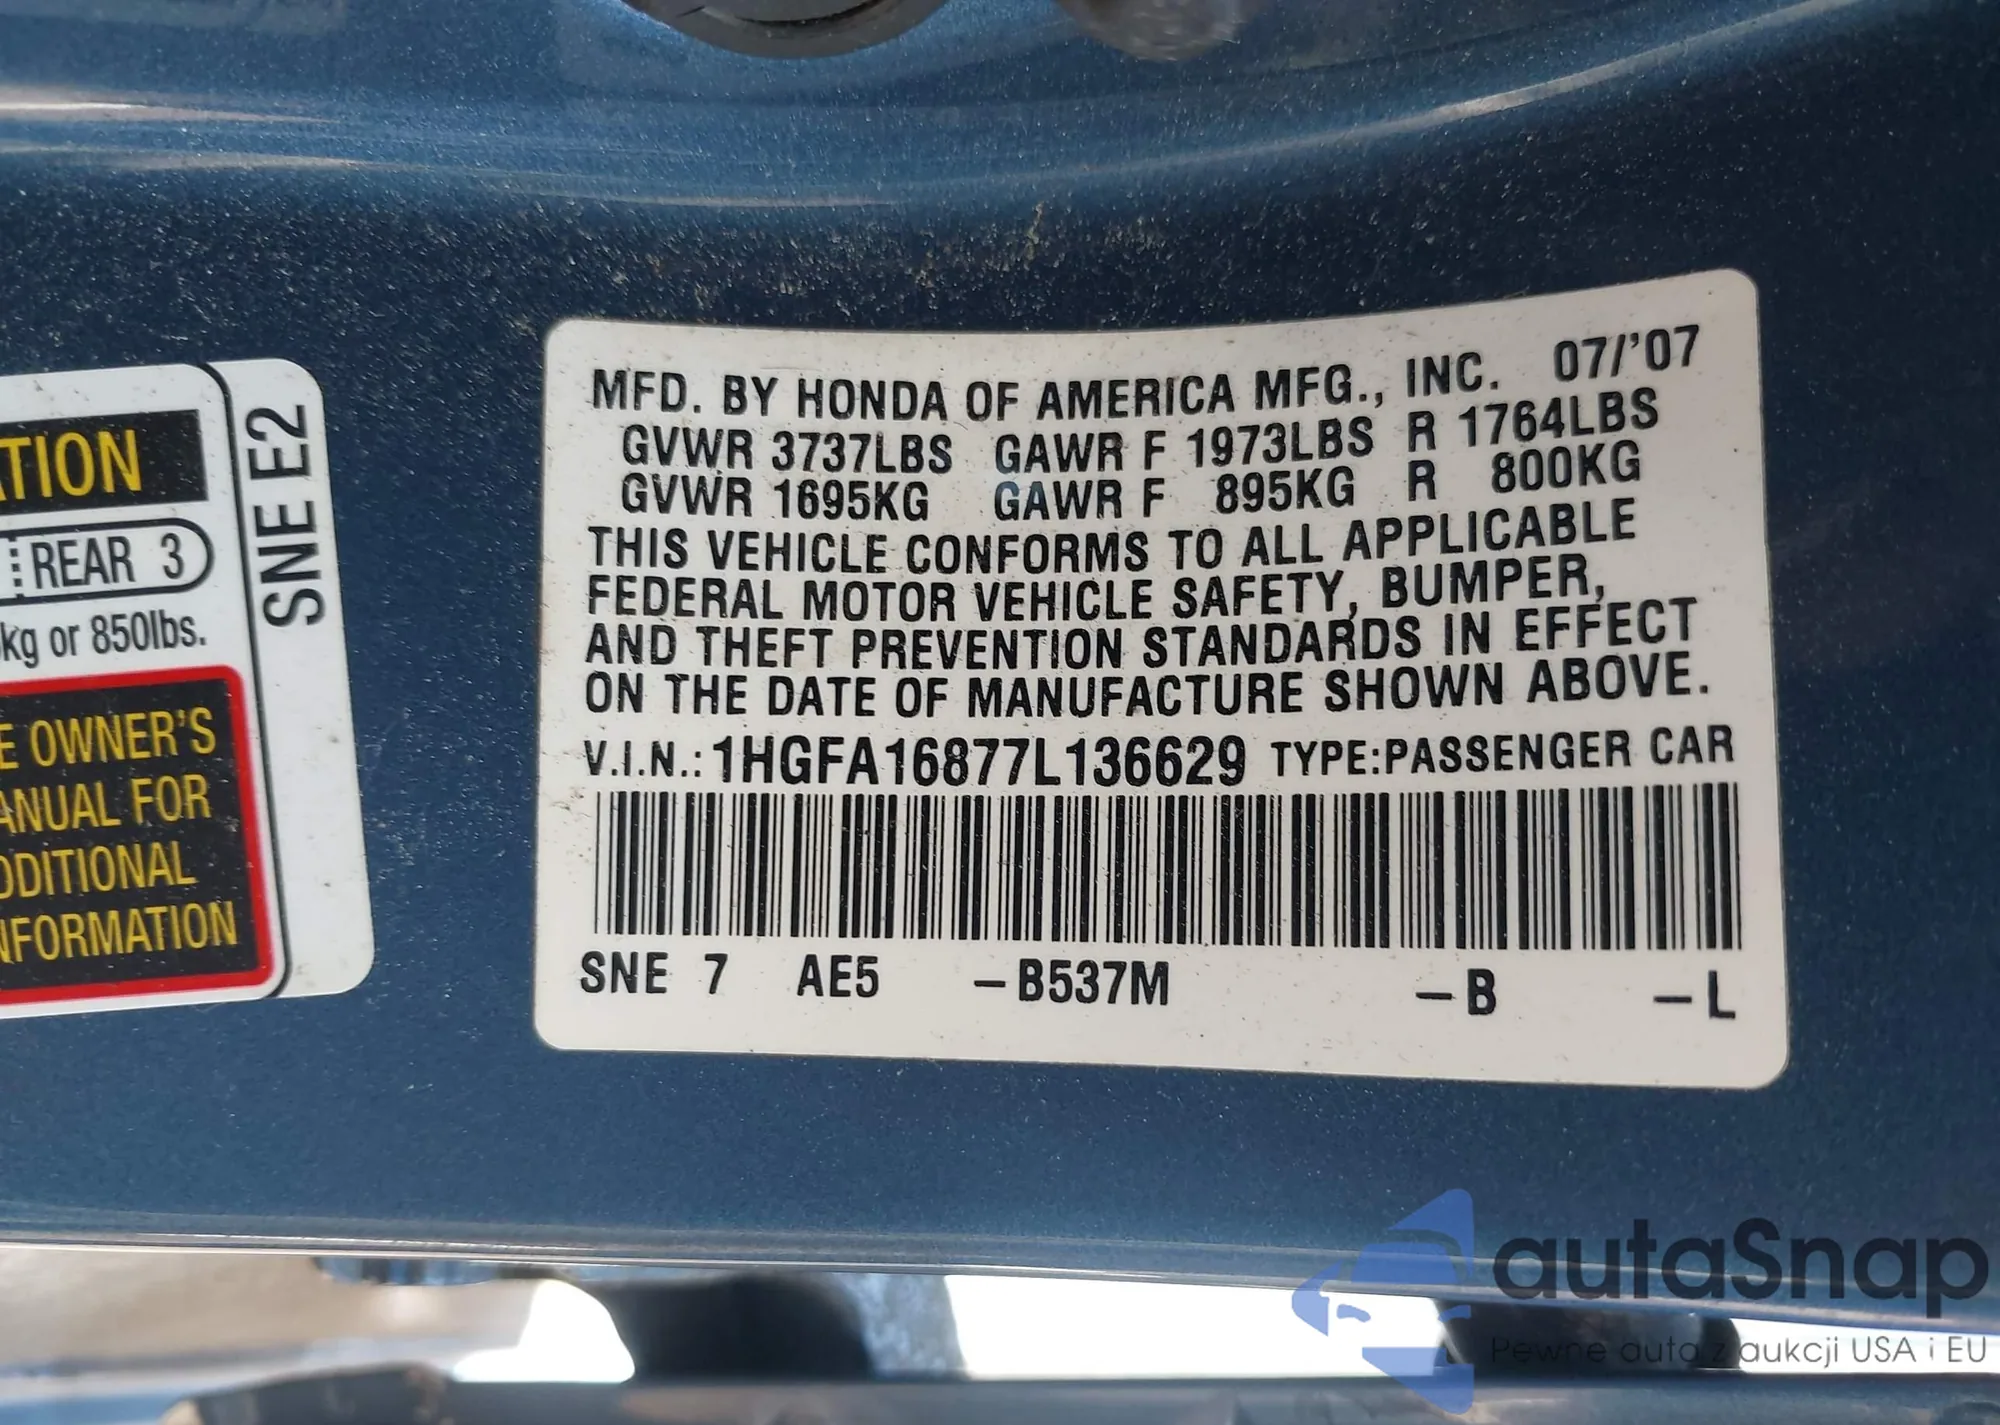 TION
REAR 3
kg or 850lbs.
E OWNER'S
ANUAL FOR
DDITIONAL
NFORMATION
SNE E2
MFD. BY HONDA OF AMERICA MFG., INC. 07/'07
GVWR 3737LBS GAWR F 1973LBS R 1764LBS
GVWR 1695KG GAWR F 895KG R 800KG
THIS VEHICLE CONFORMS TO ALL APPLICABLE
FEDERAL MOTOR VEHICLE SAFETY, BUMPER,
AND THEFT PREVENTION STANDARDS IN EFFECT
ON THE DATE OF MANUFACTURE SHOWN ABOVE.
V.I.N.: 1HGFA16877L136629 TYPE:PASSENGER CAR
SNE 7 AE5 –B537M –B –L
autaSnap
Pewne auta z aukcji USA i EU